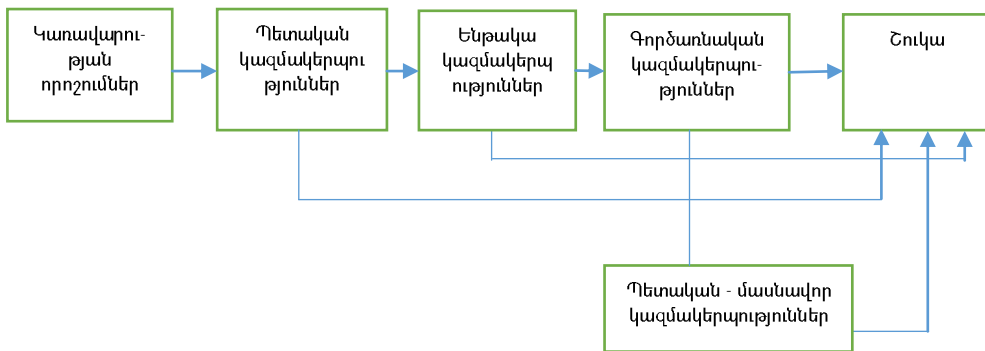 Կառավարու-
թյան
որոշումներ
Պետական
կազմակերպու
թյուններ
Ենթակա
կազմակերպ
ություններ
Գործառնական
կազմակերպու-
թյուններ
Շուկա
Պետական - մասնավոր
կազմակերպություններ